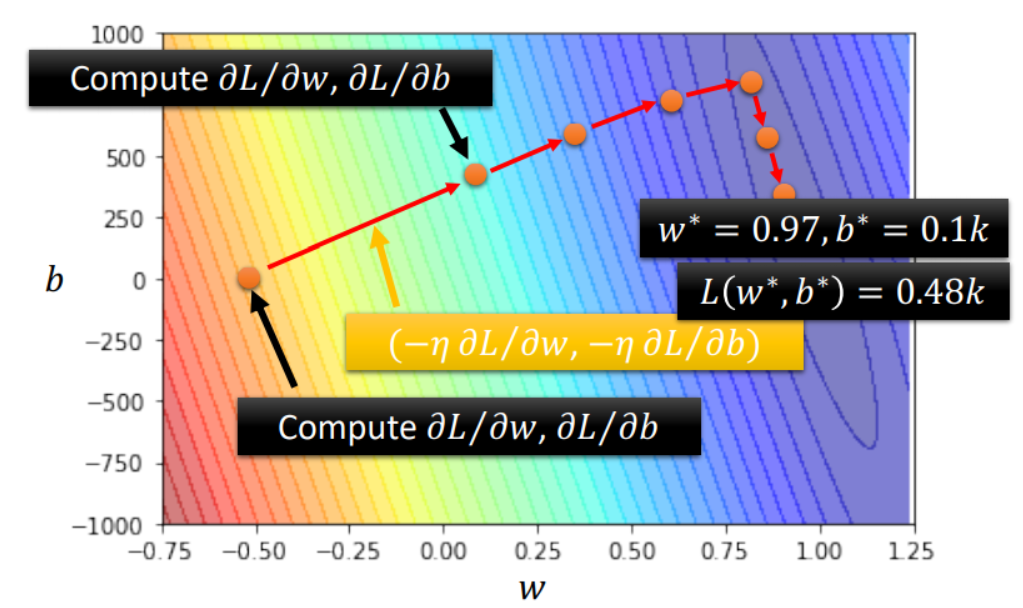 1000
Compute ∂L/∂w, ∂L/∂b
500
250
w* = 0.97, b* = 0.1k
b
0
L(w*, b*) = 0.48k
−250
(−η ∂L/∂w, −η ∂L/∂b)
−500
Compute ∂L/∂w, ∂L/∂b
−750
−1000
−0.75 −0.50 −0.25 0.00 0.25 0.50 0.75 1.00 1.25
w